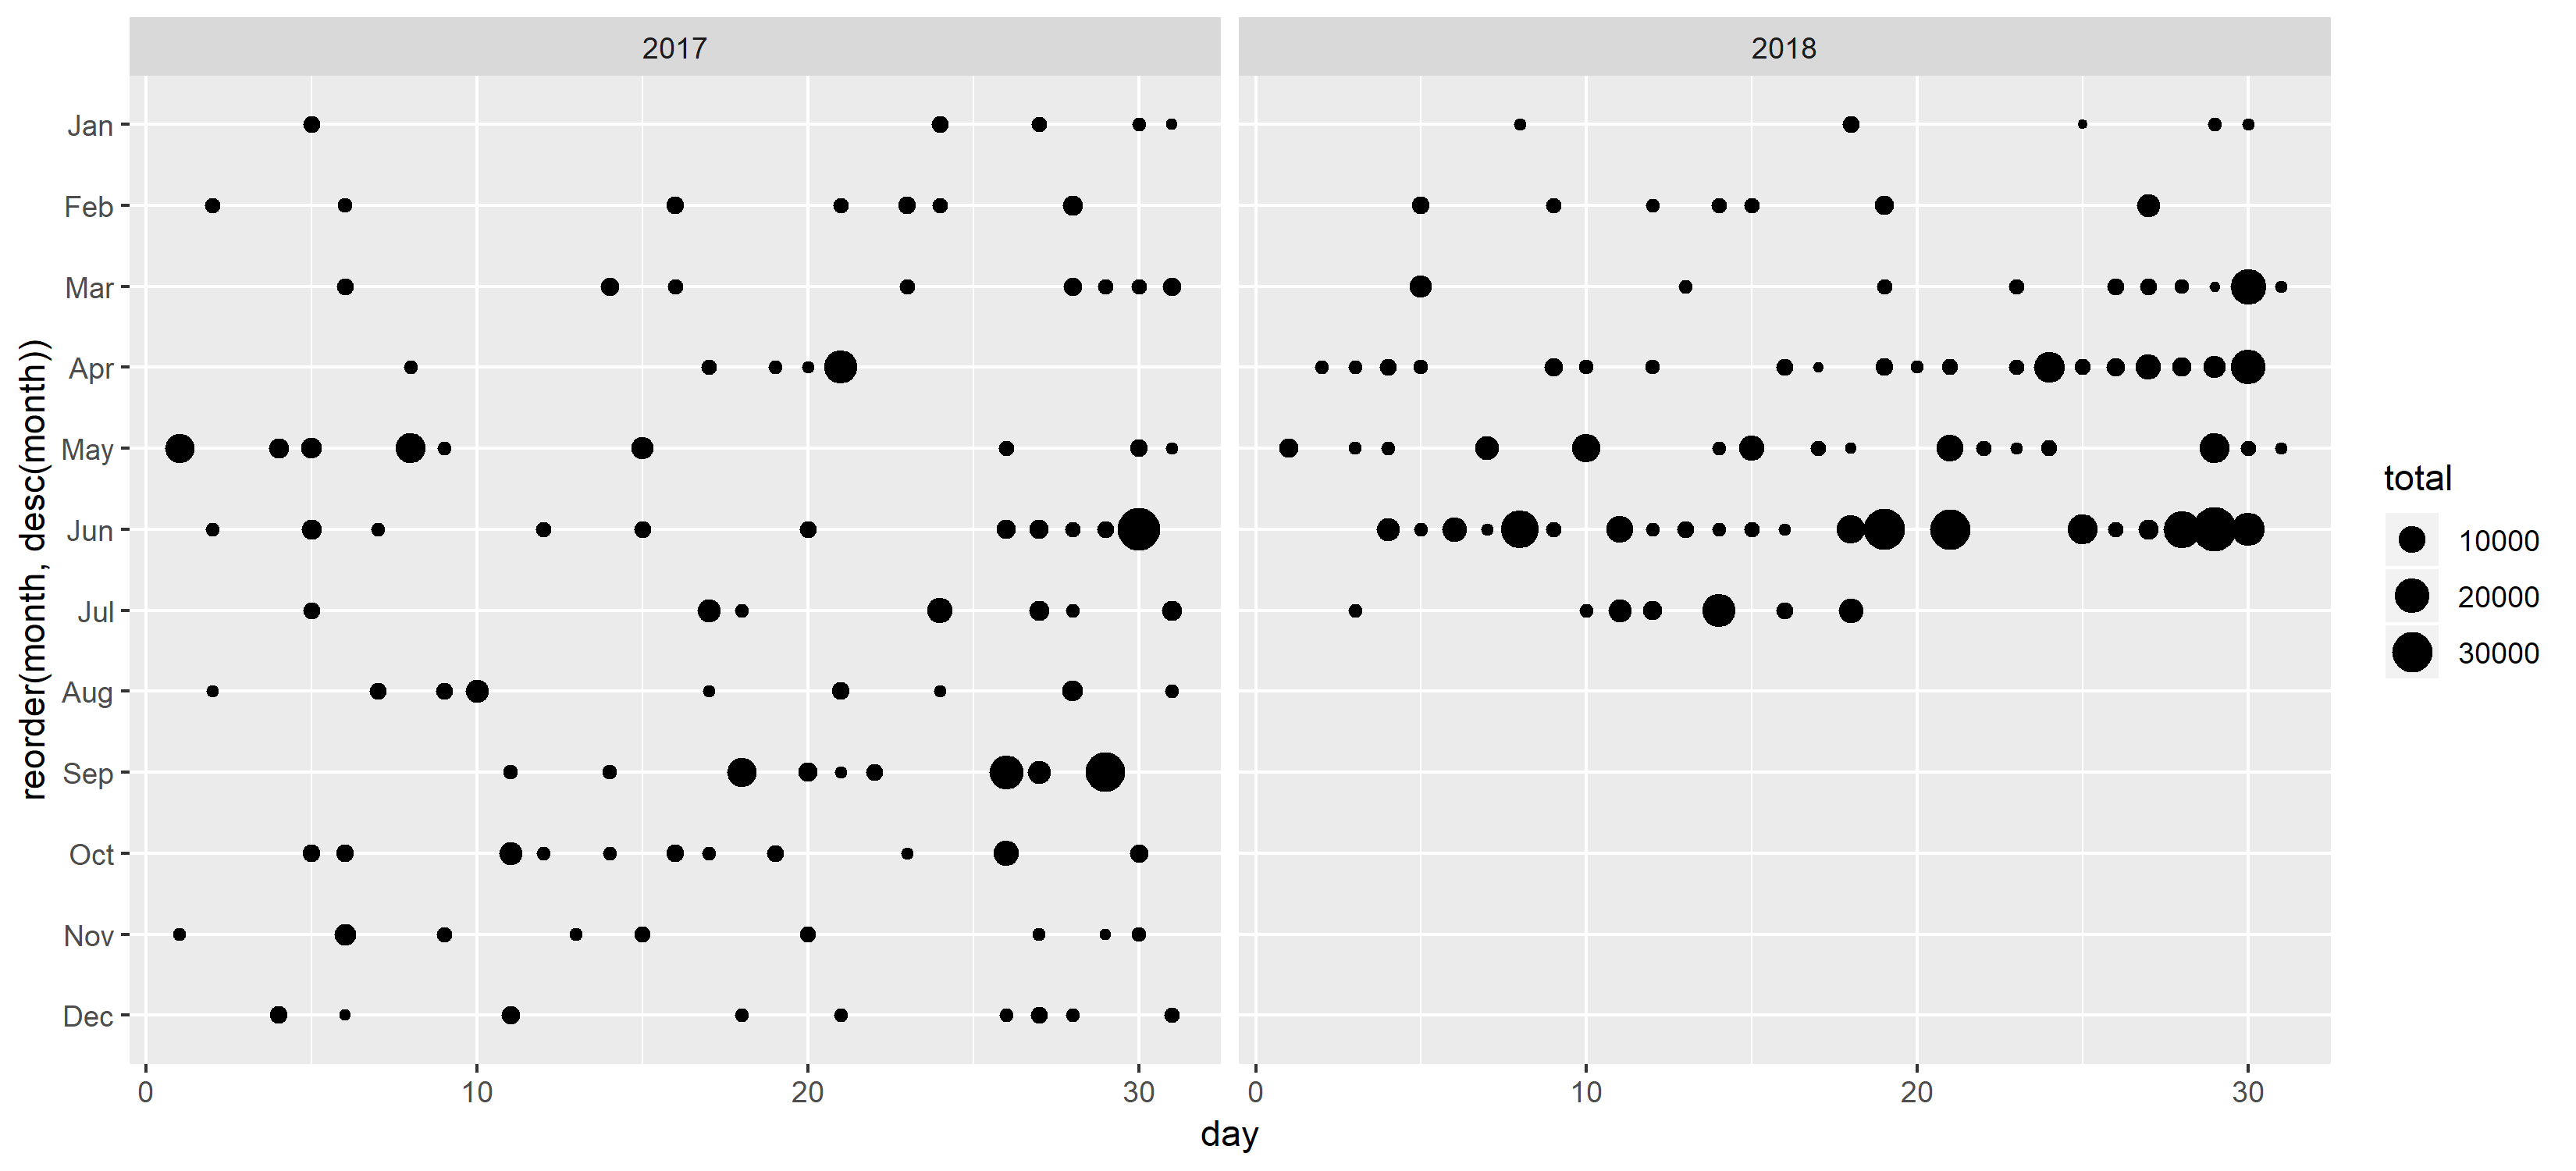 2017
2018
Jan
Feb
Mar
Apr
May
Jun
Jul
Aug
Sep
Oct
Nov
Dec
reorder(month, desc(month))
0 10 20 30
0 10 20 30
day
total
10000
20000
30000